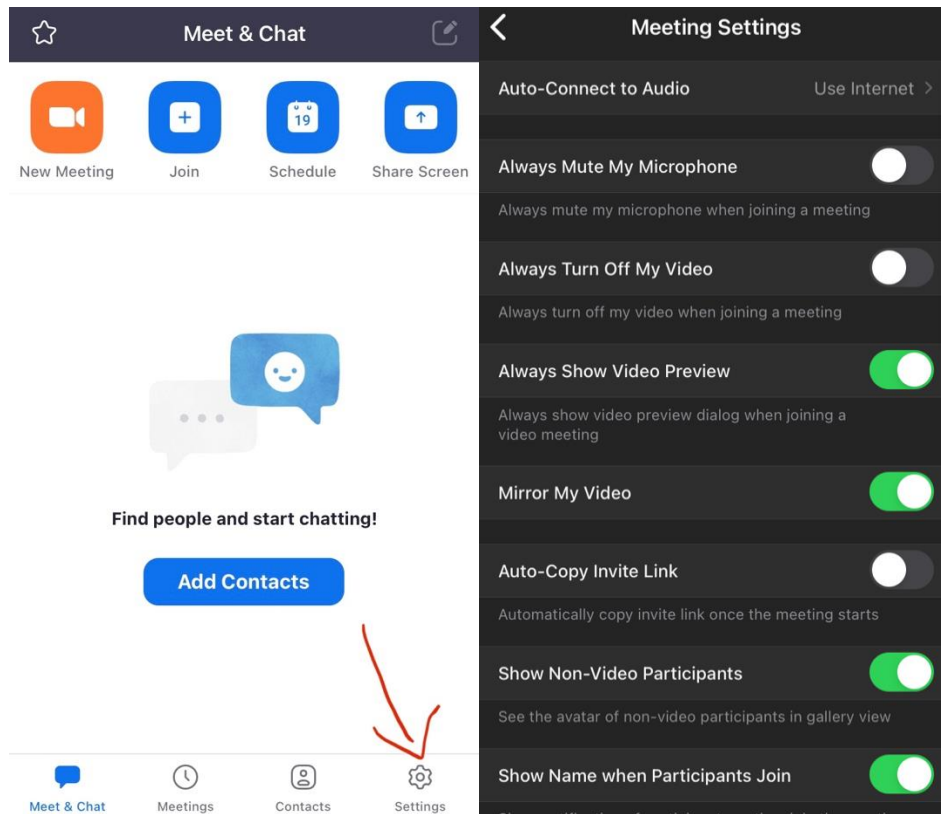 Meet & Chat
19
New Meeting
Join
Schedule
Share Screen
Find people and start chatting!
Add Contacts
Meet & Chat
Meetings
Contacts
Settings
Meeting Settings
Auto-Connect to Audio
Use Internet >
Always Mute My Microphone
Always mute my microphone when joining a meeting
Always Turn Off My Video
Always turn off my video when joining a meeting
Always Show Video Preview
Always show video preview dialog when joining a
video meeting
Mirror My Video
Auto-Copy Invite Link
Automatically copy invite link once the meeting starts
Show Non-Video Participants
See the avatar of non-video participants in gallery view
Show Name when Participants Join